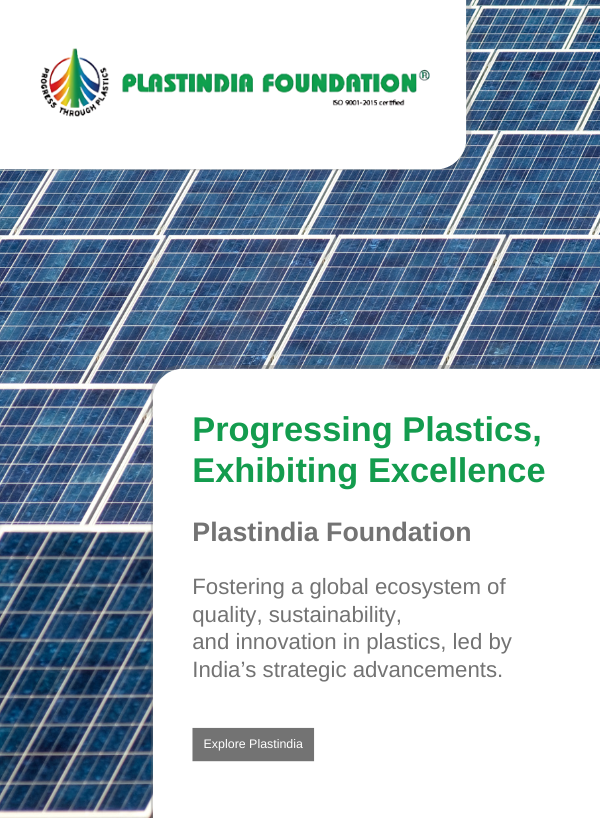 PROGRESS THROUGH PLASTICS
PLASTINDIA FOUNDATION®
ISO 9001-2015 certified
Progressing Plastics,
Exhibiting Excellence
Plastindia Foundation
Fostering a global ecosystem of
quality, sustainability,
and innovation in plastics, led by
India’s strategic advancements.
Explore Plastindia